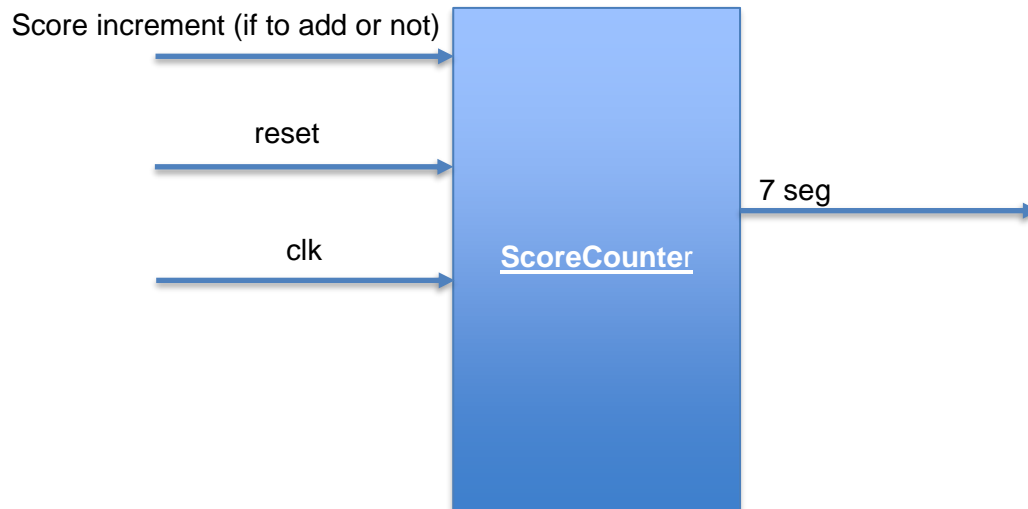 Score increment (if to add or not)
reset
7 seg
clk
ScoreCounter